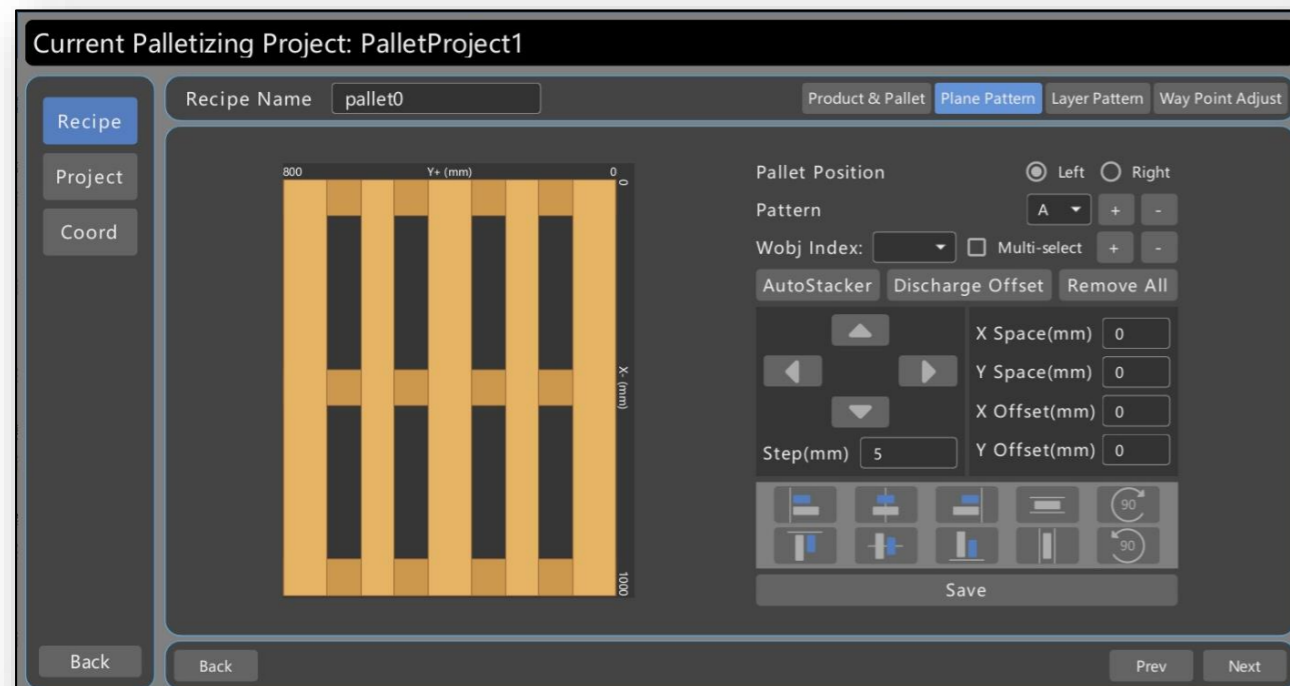 Current Palletizing Project: PalletProject1
Recipe
Project
Coord
Back
Recipe Name pallet0 Product & Pallet Plane Pattern Layer Pattern Way Point Adjust
800 Y+ (mm) 0
0
X- (mm)
1000
Pallet Position Left Right
Pattern A + -
Wobj Index: Multi-select + -
AutoStacker Discharge Offset Remove All
X Space(mm) 0
Y Space(mm) 0
X Offset(mm) 0
Step(mm) 5 Y Offset(mm) 0
90
90
Save
Back Prev Next